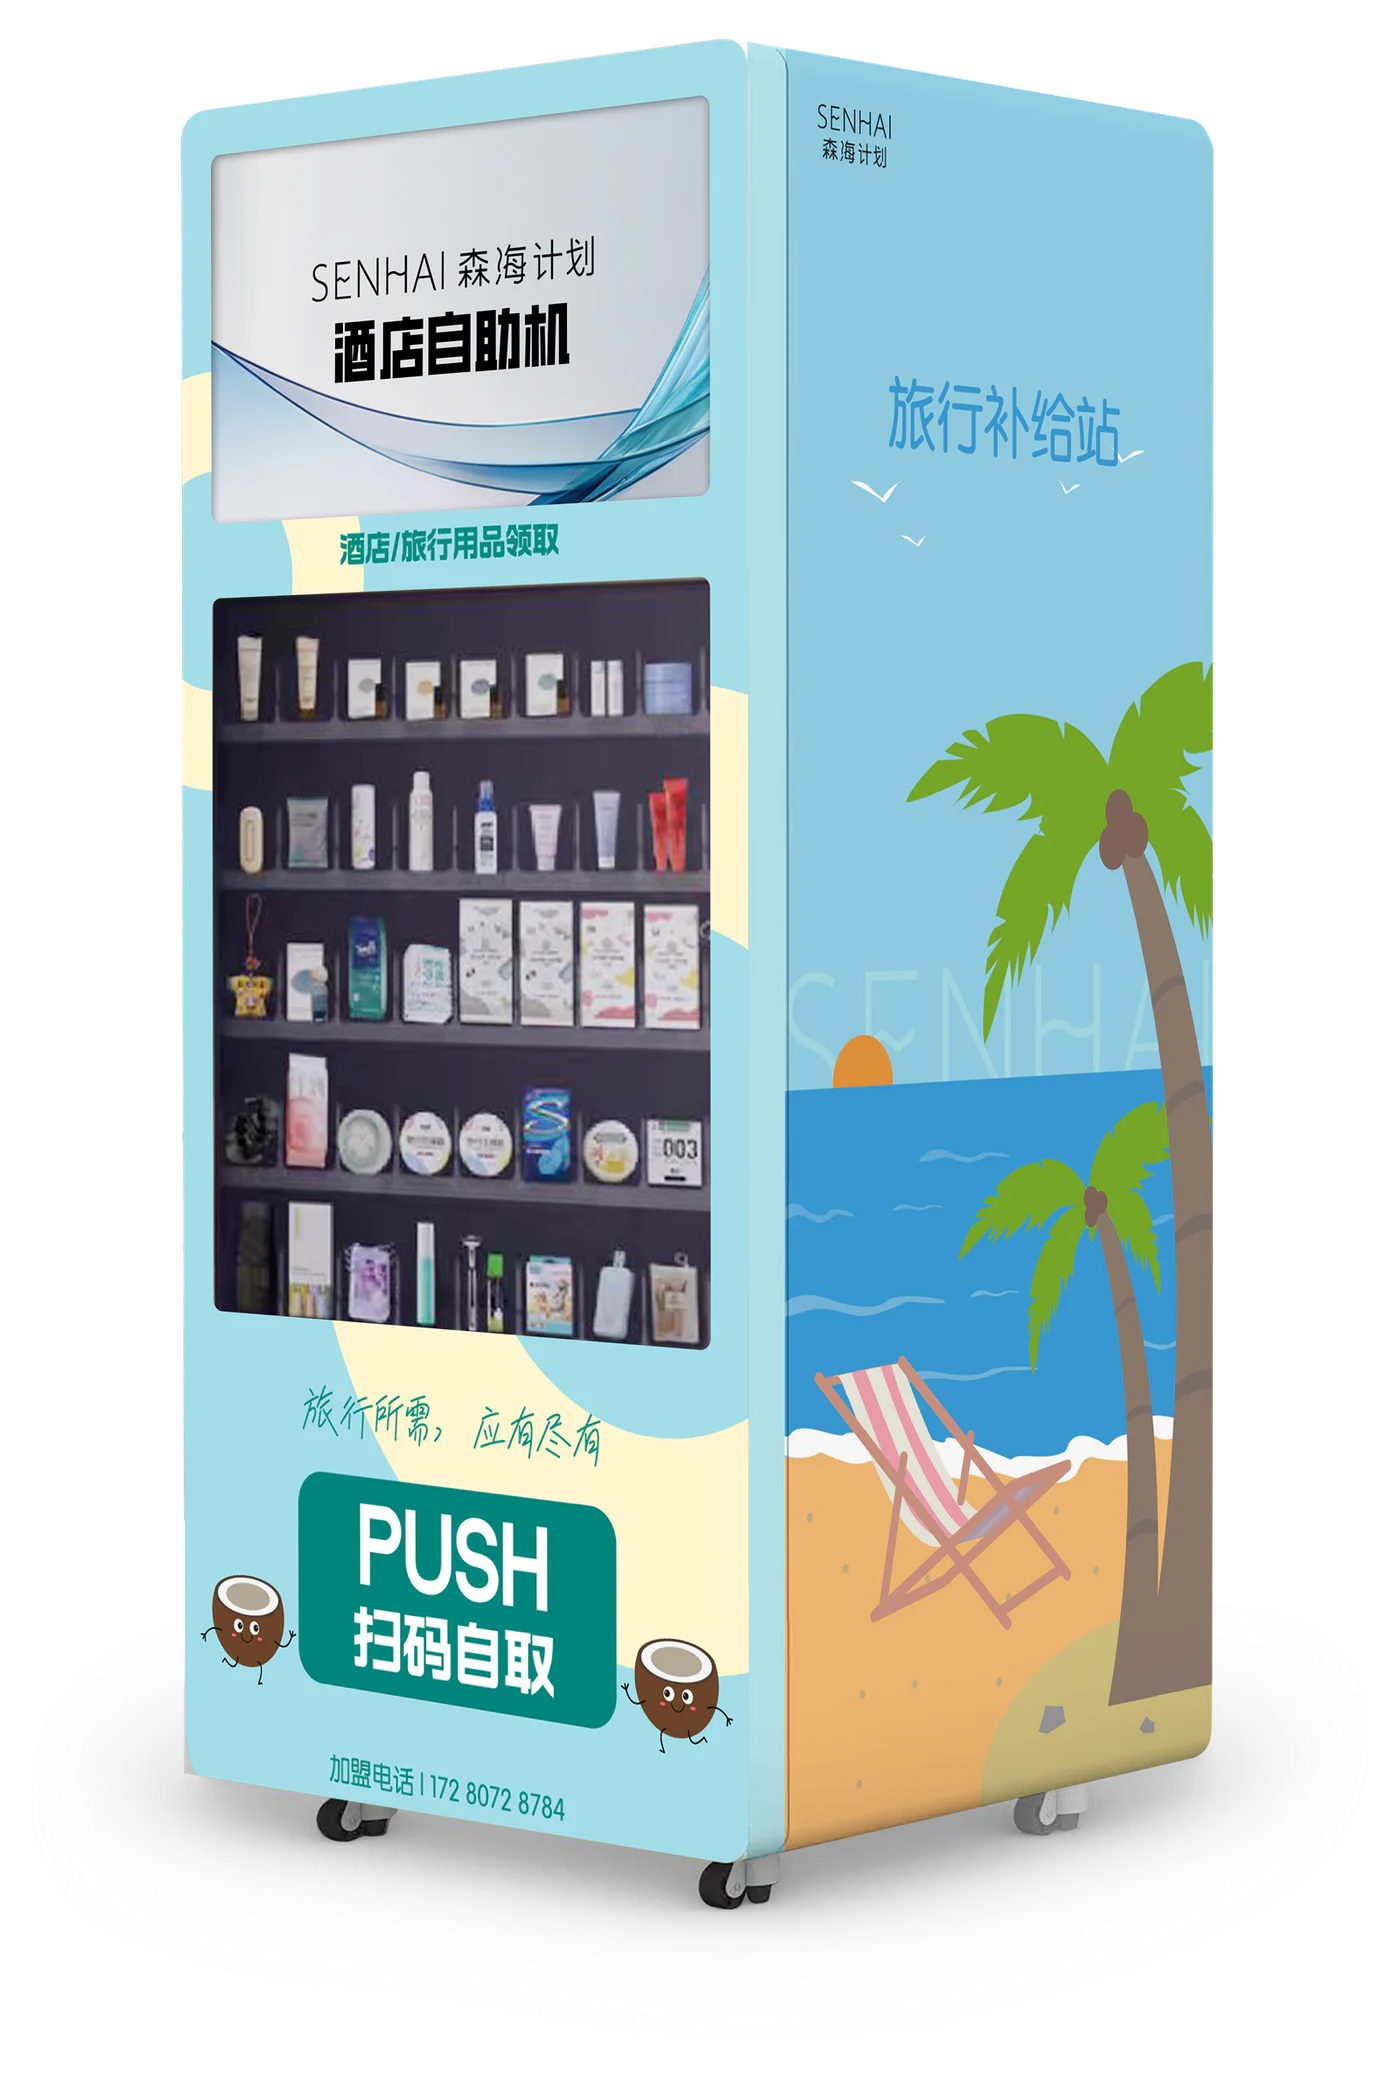 SENHAI 森海计划
酒店自助机
酒店/旅行用品领取
003
旅行所需, 应有尽有
PUSH
扫码自取
加盟电话 | 172 8072 8784
SENHAI
森海计划
旅行补给站
SENHAI